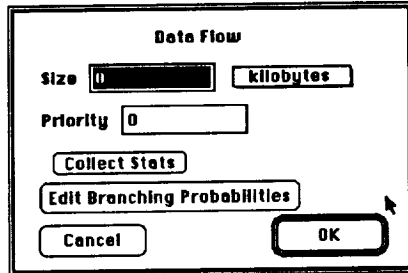 Data Flow
Size 0 kilobytes
Priority 0
Collect Stats
Edit Branching Probabilities
Cancel OK